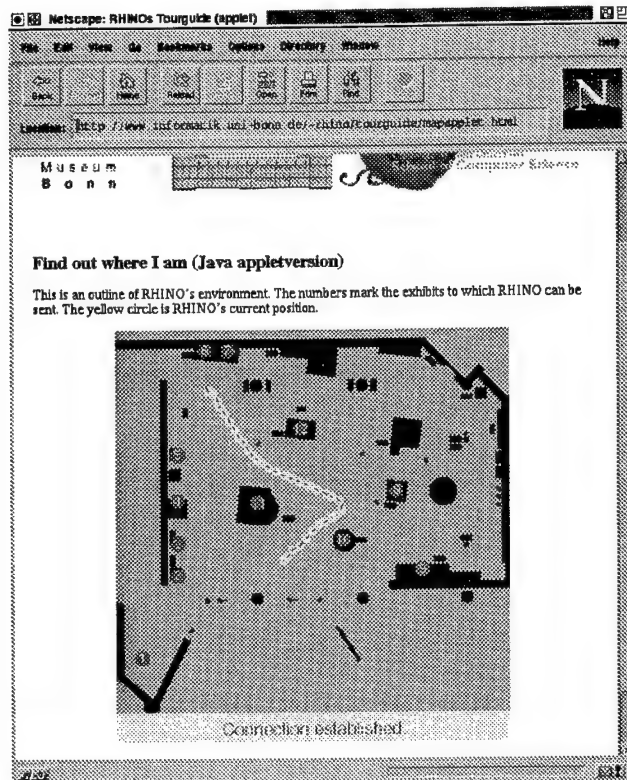 Netscape: RHINOs Tourguide (applet)
File Edit View Go Bookmarks Options Directory Window Help
Back Home Reload Open Print Find
N
Location: http://www.informatik.uni-bonn.de/~rhino/tourguide/mapapplet.html
Museum
Bonn
Computer Science
Find out where I am (Java appletversion)
This is an outline of RHINO's environment. The numbers mark the exhibits to which RHINO can be
sent. The yellow circle is RHINO's current position.
1
Connection established